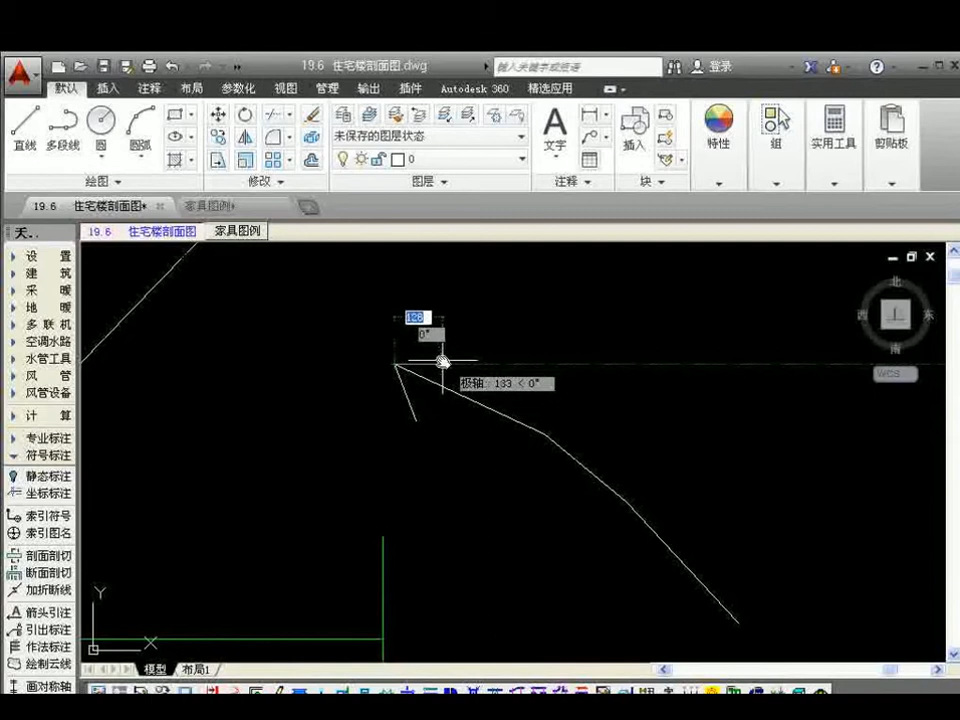 19.6 住宅楼剖面图.dwg
键入关键字或短语
登录
默认 插入 注释 布局 参数化 视图 管理 输出 插件 Autodesk 360 精选应用
未保存的图层状态
直线 多段线 圆 圆弧
0
文字 插入 特性 组 实用工具 剪贴板
绘图 修改 图层 注释 块
19.6 住宅楼剖面图* 家具图例*
天..
19.6 住宅楼剖面图 家具图例
设 置
建 筑
采 暖
地 暖
多联机
空调水路
水管工具
风 管
风管设备
计 算
专业标注
符号标注
静态标注
坐标标注
索引符号
索引图名
剖面剖切
断面剖切
加折断线
箭头引注
引出标注
作法标注
绘制云线
画对称轴
北
西 上 东
南
WCS
128
0°
极轴: 133 < 0°
Y
X
模型 布局1